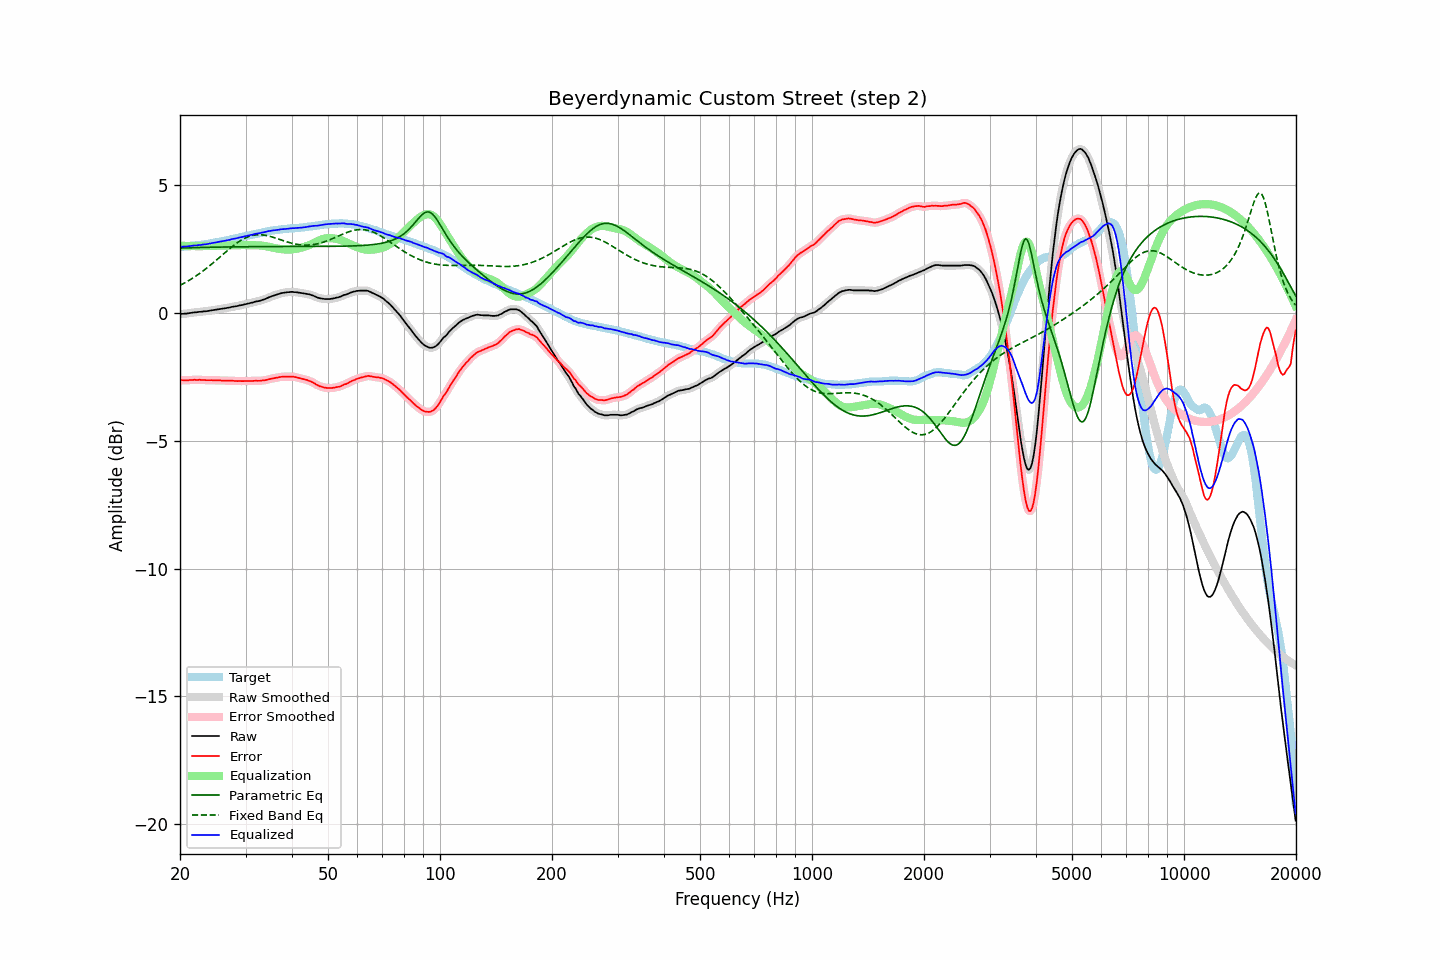 Beyerdynamic Custom Street (step 2)
Amplitude (dBr)
5
0
−5
−10
−15
−20
Target
Raw Smoothed
Error Smoothed
Raw
Error
Equalization
Parametric Eq
Fixed Band Eq
Equalized
20 50 100 200 500 1000 2000 5000 10000 20000
Frequency (Hz)